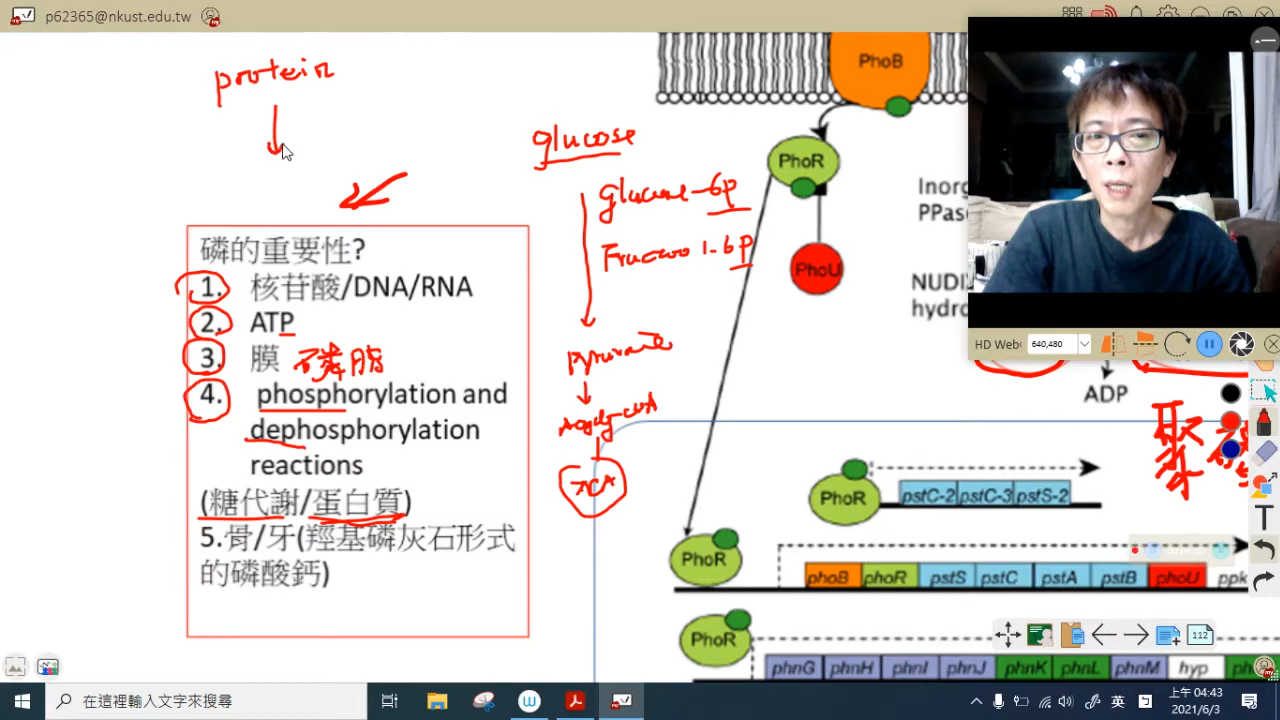 p62365@nkust.edu.tw
protein
glucose
glucose-6p
1-6P
pyruvate
TCA
磷的重要性?
1. 核苷酸/DNA/RNA
2. ATP
3. 膜 磷脂
4. phosphorylation and
dephosphorylation
reactions
(糖代謝/蛋白質)
5.骨/牙(羥基磷灰石形式
的磷酸鈣)
PhoB
PhoR
PhoU
Inorg
PPas
NUDI
hydro
HD Web 640,480
ADP
聚磷
PhoR pstC-2 pstC-3 pstS-2
PhoR phoB phoR pstS pstC pstA pstB phoU ppk
PhoR phnG phnH phnI phnJ phnK phnL phnM hyp
112
在這裡輸入文字來搜尋
英
上午 04:43
2021/6/3